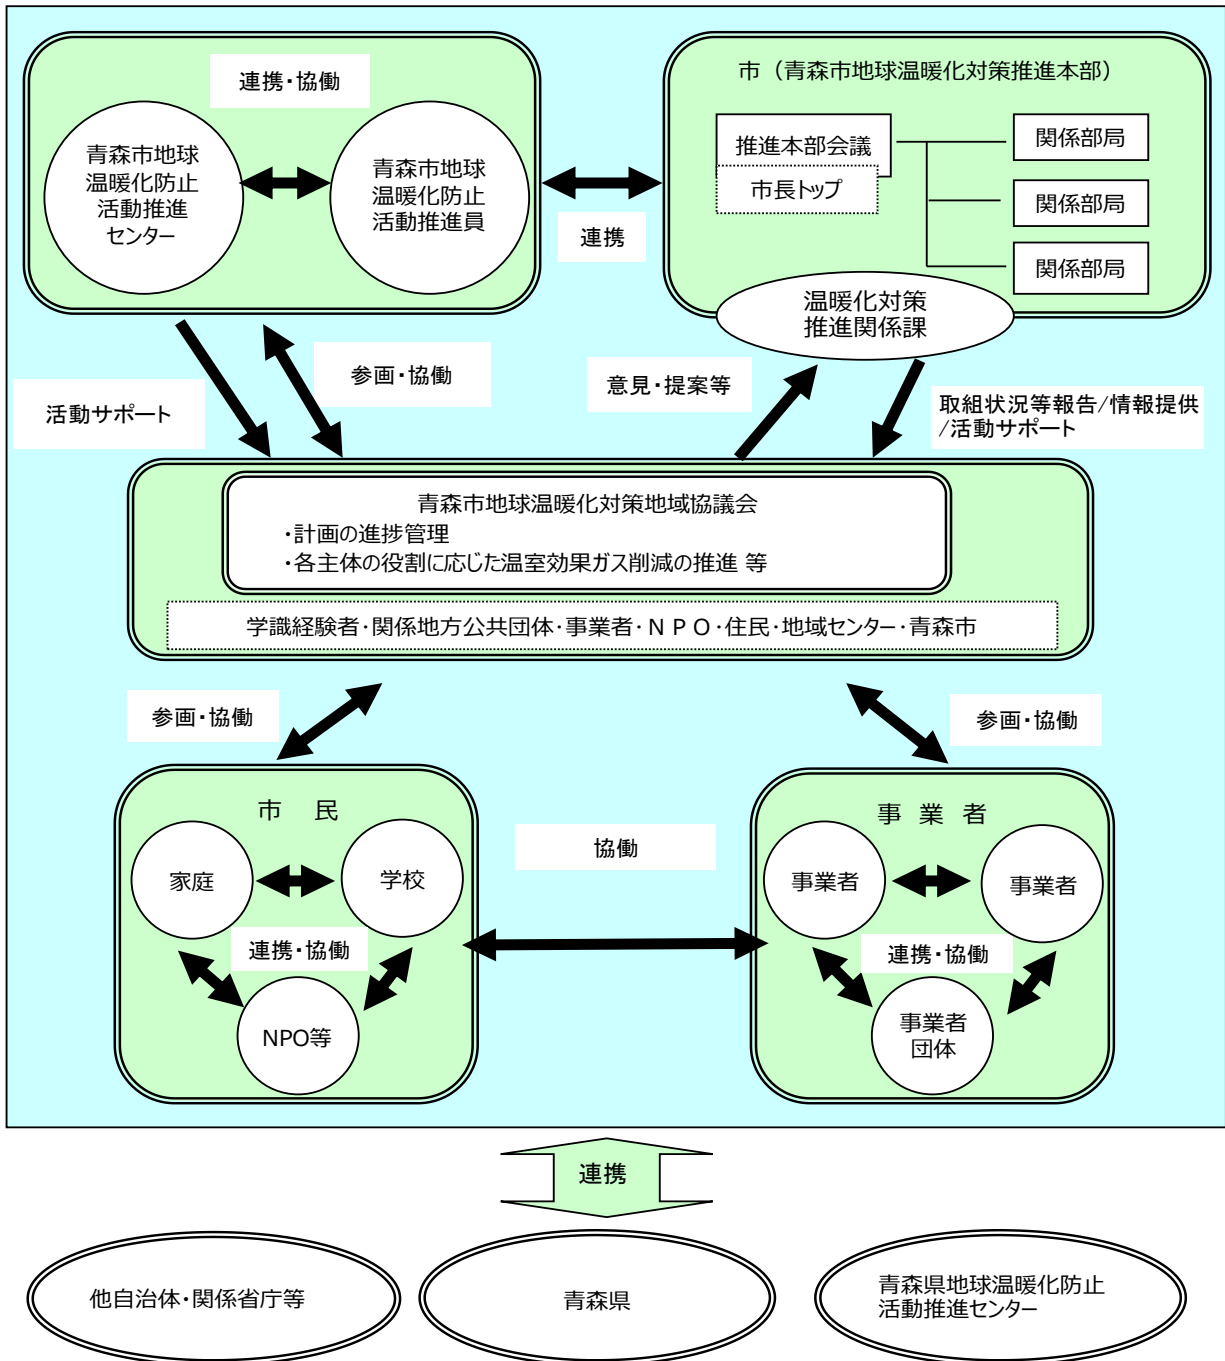 連携・協働
青森市地球
温暖化防止
活動推進
センター
青森市地球
温暖化防止
活動推進員
連携
市（青森市地球温暖化対策推進本部）
推進本部会議
市長トップ
関係部局
関係部局
関係部局
温暖化対策
推進関係課
活動サポート
参画・協働
意見・提案等
取組状況等報告/情報提供
/活動サポート
青森市地球温暖化対策地域協議会
・計画の進捗管理
・各主体の役割に応じた温室効果ガス削減の推進 等
学識経験者・関係地方公共団体・事業者・ＮＰＯ・住民・地域センター・青森市
参画・協働
参画・協働
市　民
家庭
学校
連携・協働
NPO等
協働
事 業 者
事業者
事業者
連携・協働
事業者
団体
連携
他自治体・関係省庁等
青森県
青森県地球温暖化防止
活動推進センター